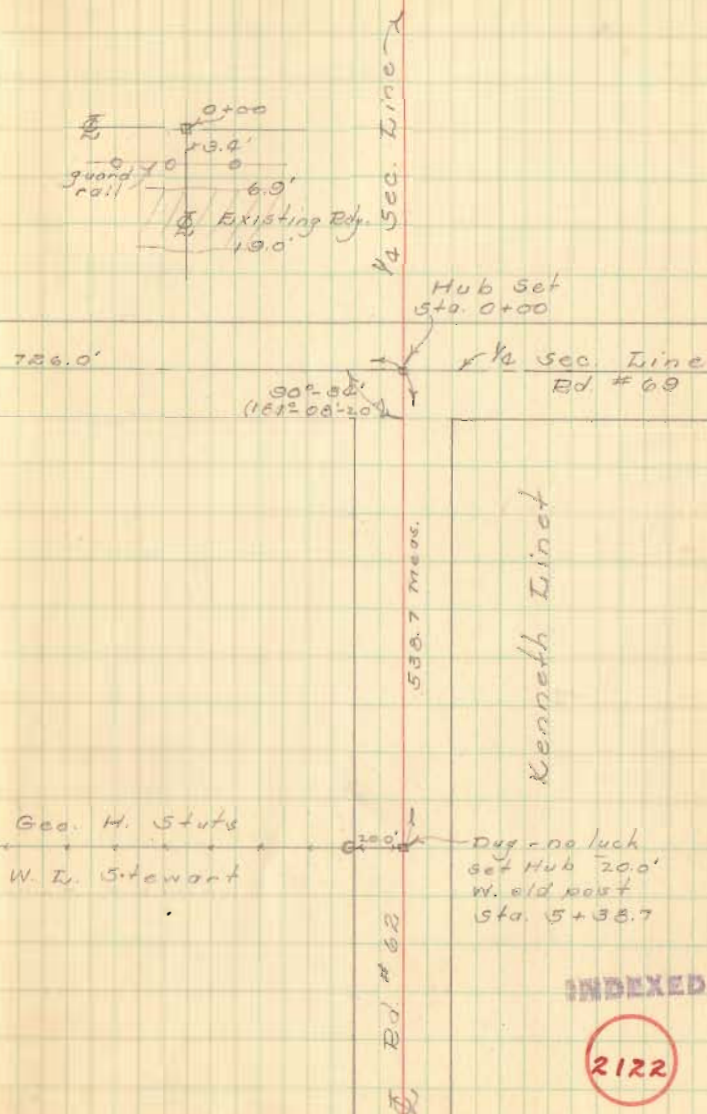 1/4 Sec. Line
0+00
℄
3.4'
guard
rail
6.9'
℄ Existing Rdy.
19.0'
Hub Set
Sta. 0+00
726.0'
1/4 Sec. Line
Rd. # 69
90°-34'
(181°-08'-20"
538.7 meas.
Kenneth Linet
Geo. H. Stuts
W. L. Stewart
20.0'
Dug - no luck
Set Hub 20.0'
W. old post
Sta. 5+38.7
℄ Rd. # 62
INDEXED
2122